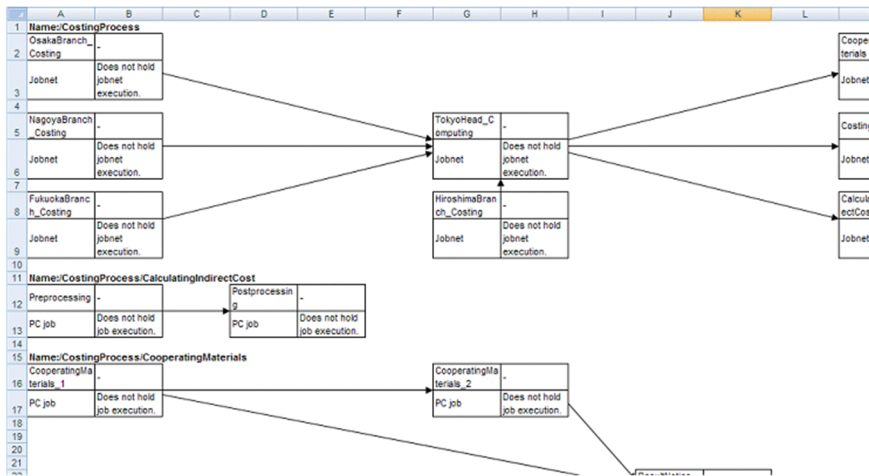 A B C D E F G H I J K L
1 Name:/CostingProcess
OsakaBranch_
Costing
-
2
Jobnet
Does not hold
jobnet
execution.
3
4
NagoyaBranch
_Costing
-
5
Jobnet
Does not hold
jobnet
execution.
6
7
FukuokaBranc
h_Costing
-
8
Jobnet
Does not hold
jobnet
execution.
9
TokyoHead_C
omputing
-
Jobnet
Does not hold
jobnet
execution.
HiroshimaBran
ch_Costing
-
Jobnet
Does not hold
jobnet
execution.
Cooper
terials
Jobnet
Costing
Jobnet
Calcula
ectCos
Jobnet
10
11 Name:/CostingProcess/CalculatingIndirectCost
12 Preprocessing -
13 PC job
Does not hold
job execution.
Postprocessin
g
-
PC job
Does not hold
job execution.
14
15 Name:/CostingProcess/CooperatingMaterials
CooperatingMa
terials_1
-
16
PC job
Does not hold
job execution.
17
CooperatingMa
terials_2
-
PC job
Does not hold
job execution.
18
19
20
21